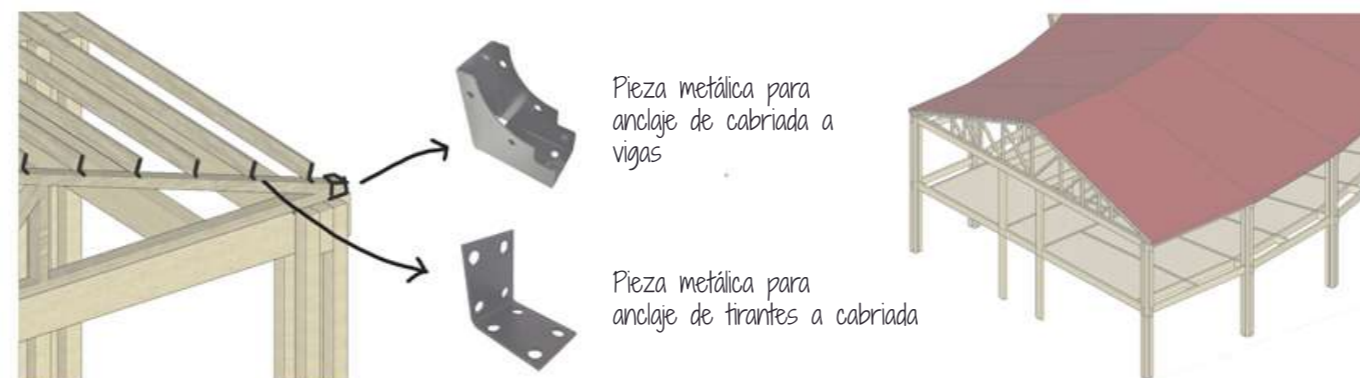 Pieza metálica para
anclaje de cabriada a
vigas
Pieza metálica para
anclaje de tirantes a cabriada